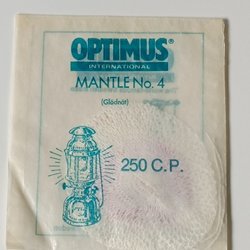 OPTIMUS®
INTERNATIONAL
MANTLE No. 4
(Glödnät)
250 C.P.